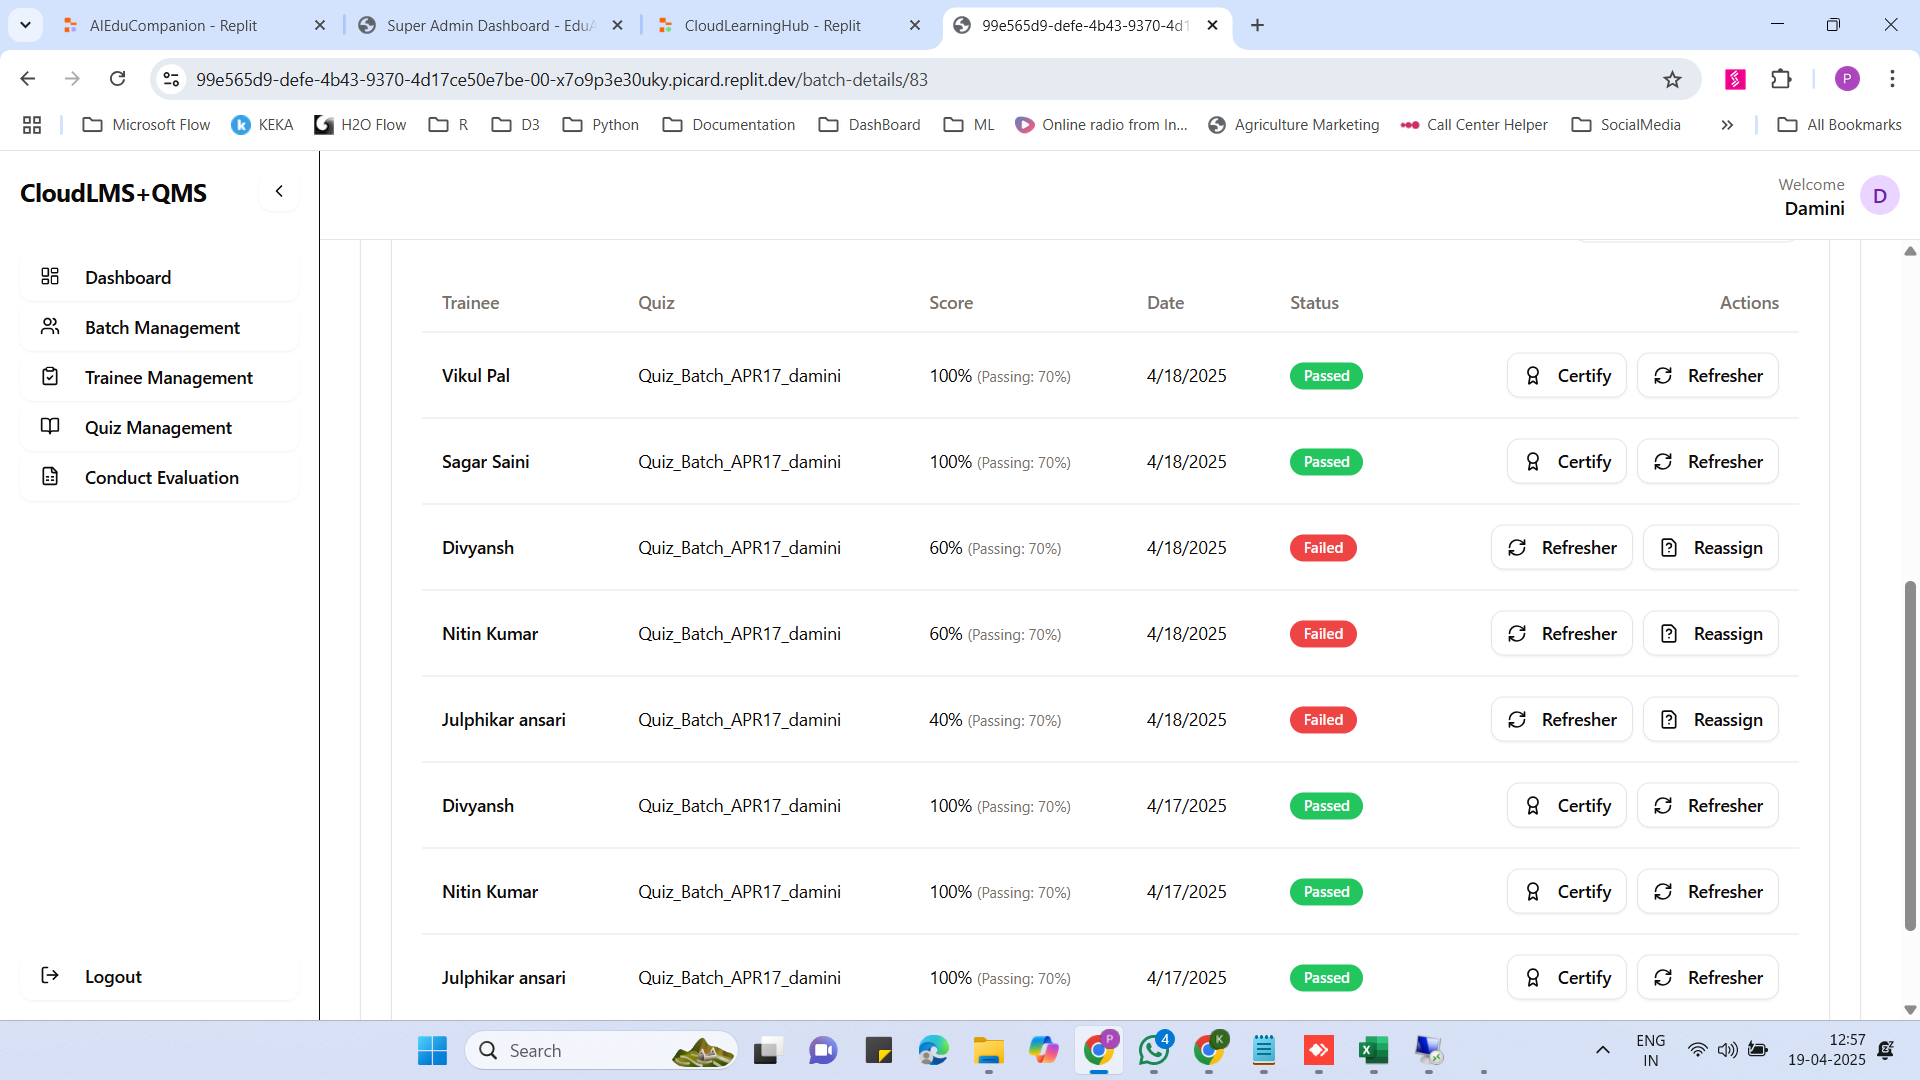 AIEduCompanion - Replit
Super Admin Dashboard - EduA
CloudLearningHub - Replit
99e565d9-defe-4b43-9370-4d1
99e565d9-defe-4b43-9370-4d17ce50e7be-00-x7o9p3e30uky.picard.replit.dev/batch-details/83
P
Microsoft Flow
KEKA
H2O Flow
R
D3
Python
Documentation
DashBoard
ML
Online radio from In...
Agriculture Marketing
Call Center Helper
SocialMedia
All Bookmarks
CloudLMS+QMS
Welcome
Damini
D
Dashboard
Batch Management
Trainee Management
Quiz Management
Conduct Evaluation
Logout
Trainee Quiz Score Date Status Actions
Vikul Pal Quiz_Batch_APR17_damini 100% (Passing: 70%) 4/18/2025 Passed Certify Refresher
Sagar Saini Quiz_Batch_APR17_damini 100% (Passing: 70%) 4/18/2025 Passed Certify Refresher
Divyansh Quiz_Batch_APR17_damini 60% (Passing: 70%) 4/18/2025 Failed Refresher Reassign
Nitin Kumar Quiz_Batch_APR17_damini 60% (Passing: 70%) 4/18/2025 Failed Refresher Reassign
Julphikar ansari Quiz_Batch_APR17_damini 40% (Passing: 70%) 4/18/2025 Failed Refresher Reassign
Divyansh Quiz_Batch_APR17_damini 100% (Passing: 70%) 4/17/2025 Passed Certify Refresher
Nitin Kumar Quiz_Batch_APR17_damini 100% (Passing: 70%) 4/17/2025 Passed Certify Refresher
Julphikar ansari Quiz_Batch_APR17_damini 100% (Passing: 70%) 4/17/2025 Passed Certify Refresher
Search
P
4
K
ENG
IN
12:57
19-04-2025